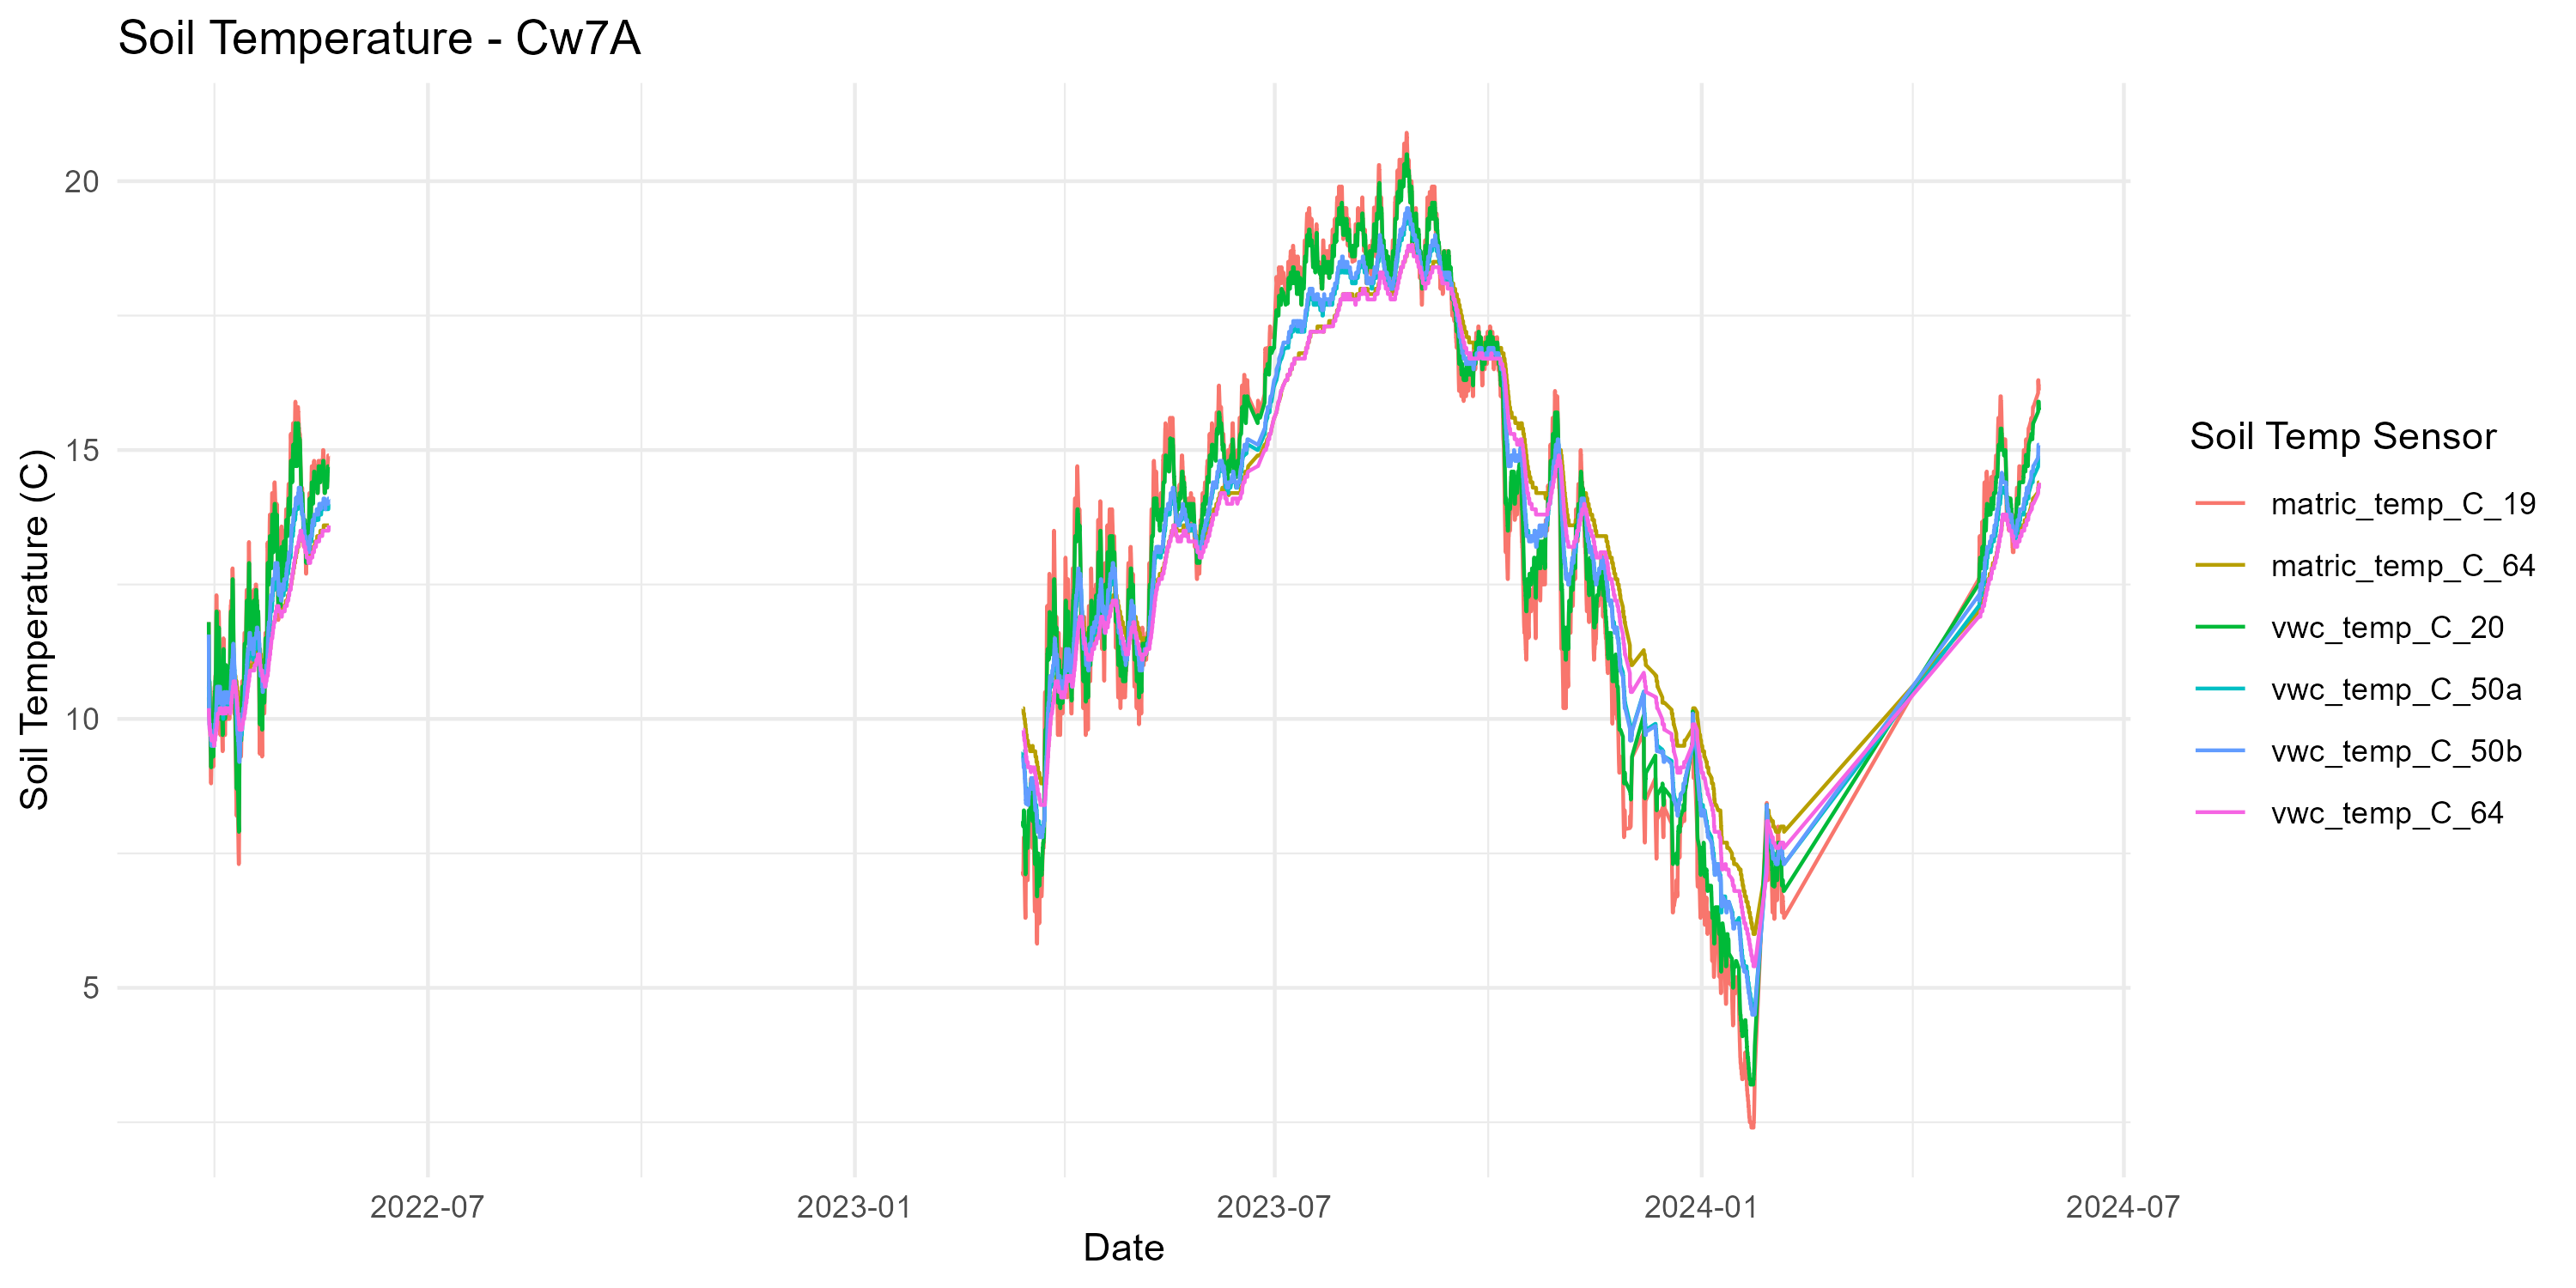 Soil Temperature - Cw7A
20
15
10
5
Soil Temperature (C)
2022-07
2023-01
2023-07
2024-01
2024-07
Date
Soil Temp Sensor
matric_temp_C_19
matric_temp_C_64
vwc_temp_C_20
vwc_temp_C_50a
vwc_temp_C_50b
vwc_temp_C_64